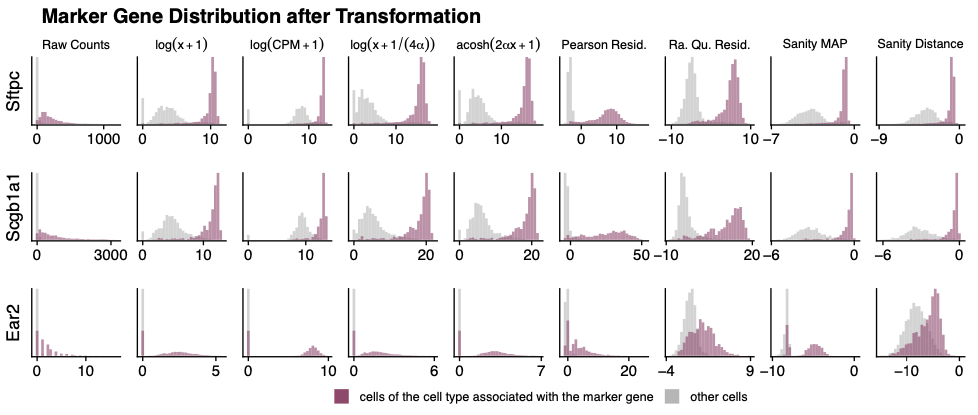 Marker Gene Distribution after Transformation
Raw Counts log(x + 1) log(CPM + 1) log(x + 1/(4α)) acosh(2αx + 1) Pearson Resid. Ra. Qu. Resid. Sanity MAP Sanity Distance
Sftpc
0 1000 0 10 0 10 0 10 0 10 0 10 −10 10 −7 0 −9 0
Scgb1a1
0 3000 0 10 0 10 0 20 0 20 0 50 −10 20 −6 0 −6 0
Ear2
0 10 0 5 0 10 0 6 0 7 0 20 −4 9 −10 0 −10 0
cells of the cell type associated with the marker gene other cells